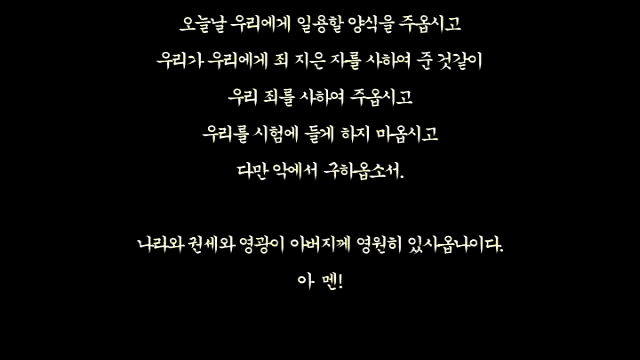 오늘날 우리에게 일용할 양식을 주옵시고
우리가 우리에게 죄 지은 자를 사하여 준 것같이
우리 죄를 사하여 주옵시고
우리를 시험에 들게 하지 마옵시고
다만 악에서 구하옵소서.
나라와 권세와 영광이 아버지께 영원히 있사옵나이다.
아 멘!